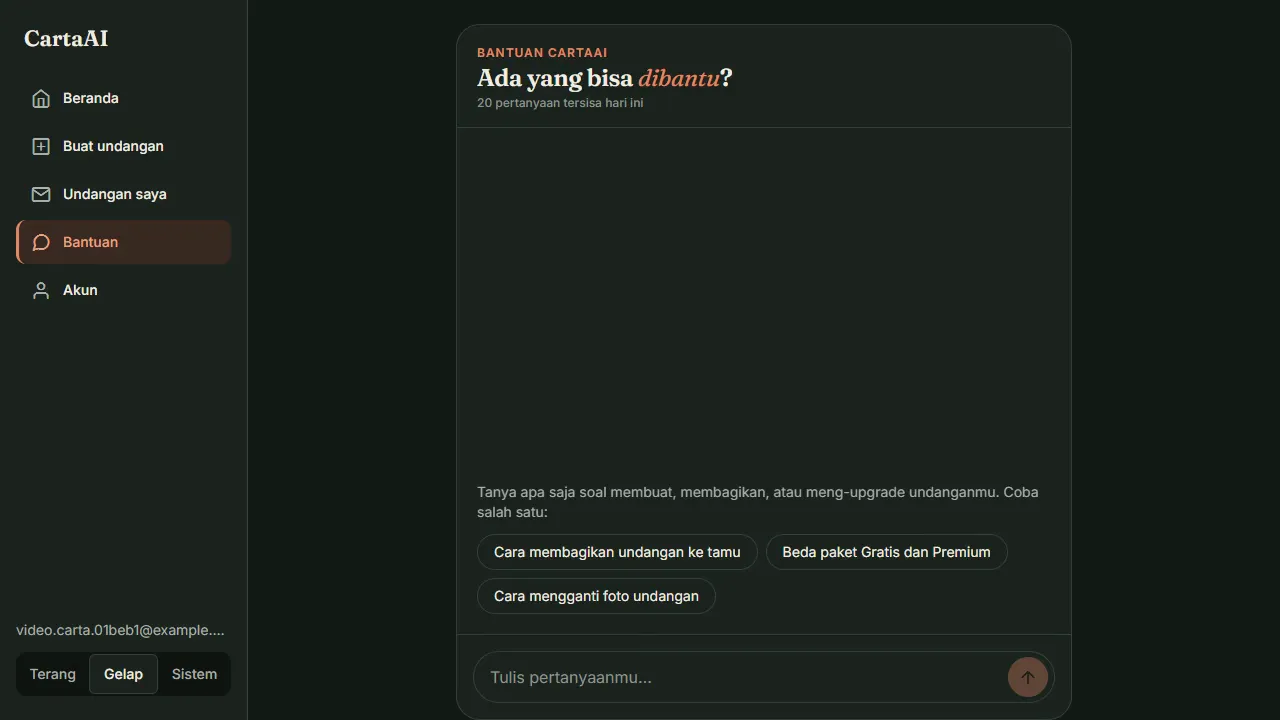 CartaAI
Beranda
Buat undangan
Undangan saya
Bantuan
Akun
video.carta.01beb1@example....
Terang
Gelap
Sistem
BANTUAN CARTAAI
Ada yang bisa dibantu?
20 pertanyaan tersisa hari ini
Tanya apa saja soal membuat, membagikan, atau meng-upgrade undanganmu. Coba
salah satu:
Cara membagikan undangan ke tamu
Beda paket Gratis dan Premium
Cara mengganti foto undangan
Tulis pertanyaanmu...